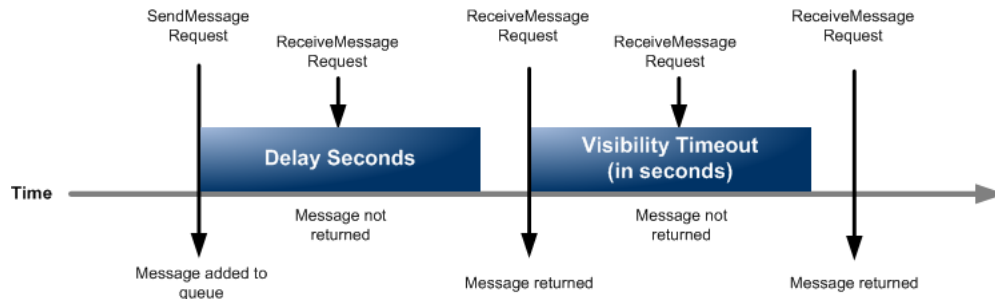 SendMessage
Request
ReceiveMessage
Request
ReceiveMessage
Request
ReceiveMessage
Request
ReceiveMessage
Request
Delay Seconds
Visibility Timeout
(in seconds)
Time
Message not
returned
Message not
returned
Message added to
queue
Message returned
Message returned